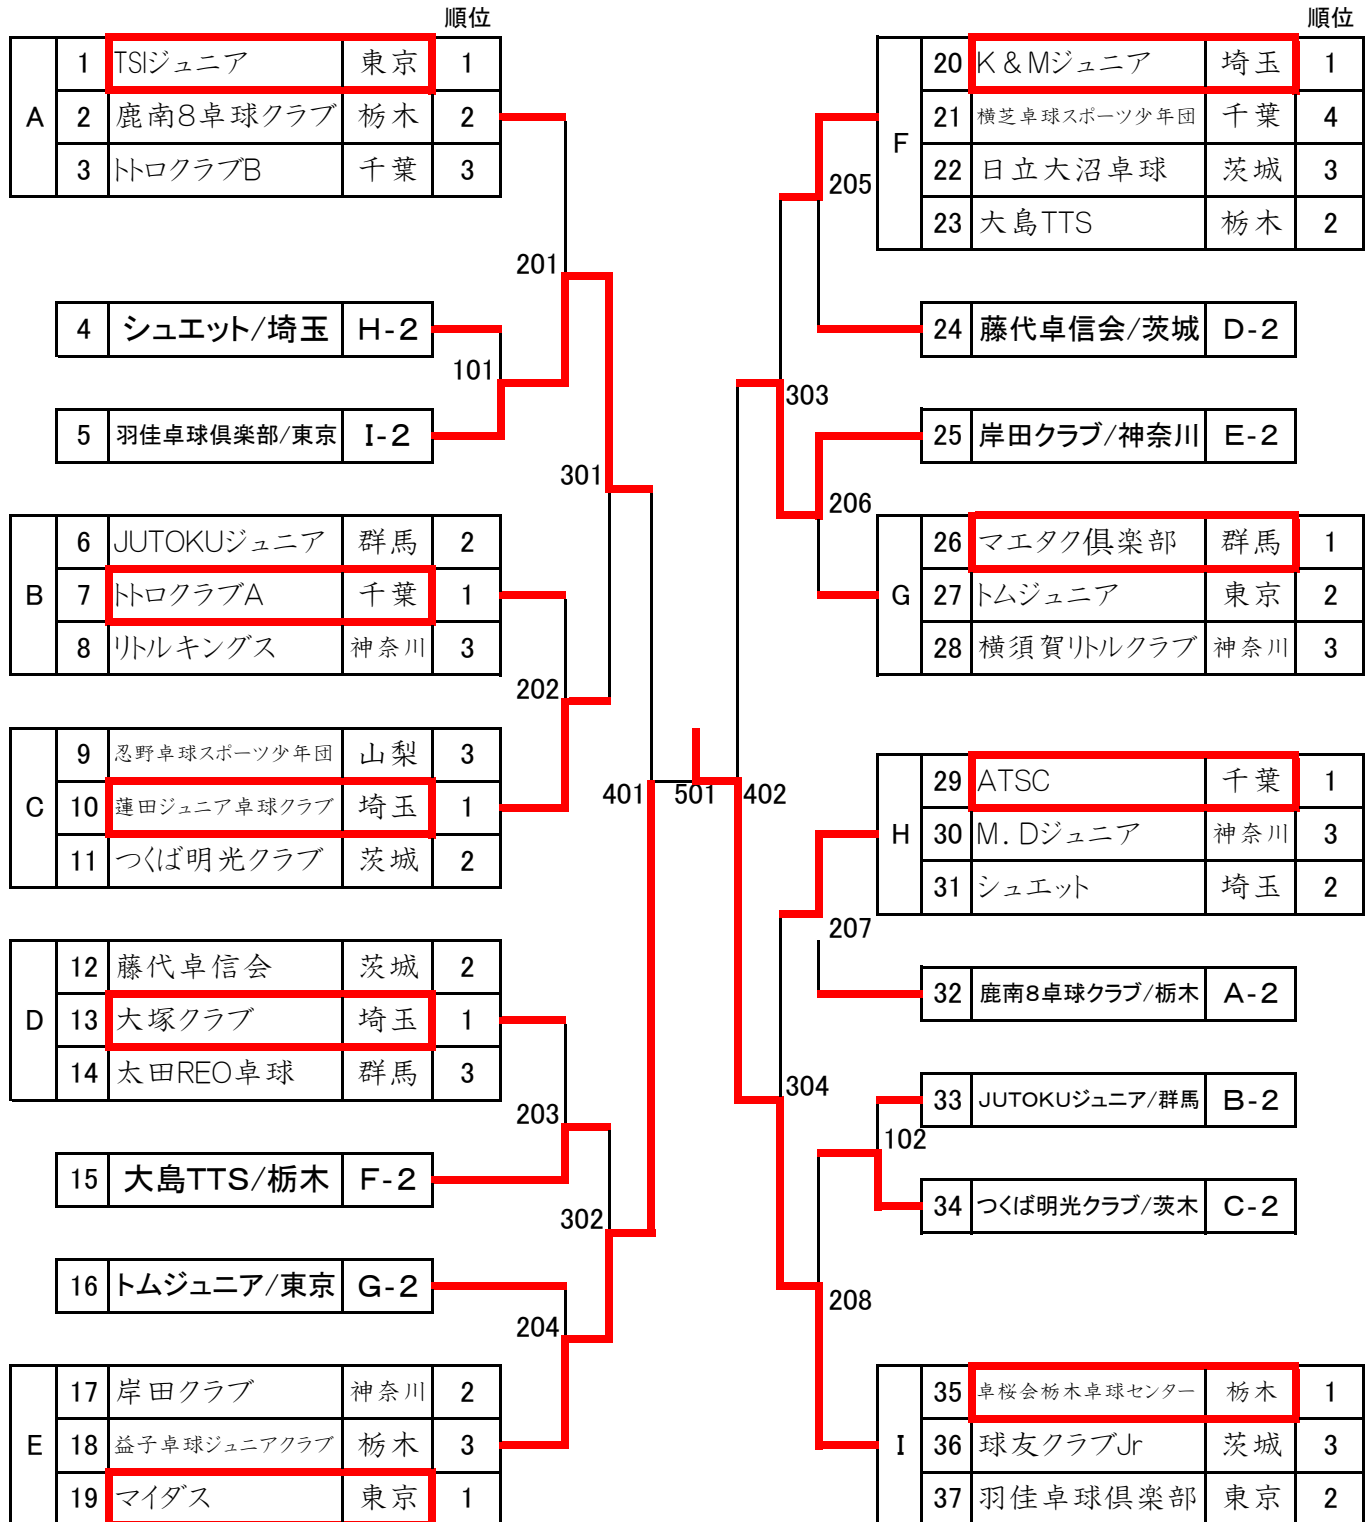 順位
A
1 TSIジュニア 東京 1
2 鹿南8卓球クラブ 栃木 2
3 トトロクラブB 千葉 3
201
4 シュエット/埼玉 H-2
101
5 羽佳卓球倶楽部/東京 I-2
301
B
6 JUTOKUジュニア 群馬 2
7 トトロクラブA 千葉 1
8 リトルキングス 神奈川 3
202
C
9 忍野卓球スポーツ少年団 山梨 3
10 蓮田ジュニア卓球クラブ 埼玉 1
11 つくば明光クラブ 茨城 2
401 501 402
D
12 藤代卓信会 茨城 2
13 大塚クラブ 埼玉 1
14 太田REO卓球 群馬 3
203
15 大島TTS/栃木 F-2
302
16 トムジュニア/東京 G-2
204
E
17 岸田クラブ 神奈川 2
18 益子卓球ジュニアクラブ 栃木 3
19 マイダス 東京 1
順位
F
20 K&Mジュニア 埼玉 1
21 横芝卓球スポーツ少年団 千葉 4
22 日立大沼卓球 茨城 3
23 大島TTS 栃木 2
205
24 藤代卓信会/茨城 D-2
303
25 岸田クラブ/神奈川 E-2
206
G
26 マエタク倶楽部 群馬 1
27 トムジュニア 東京 2
28 横須賀リトルクラブ 神奈川 3
H
29 ATSC 千葉 1
30 M.Dジュニア 神奈川 3
31 シュエット 埼玉 2
207
32 鹿南8卓球クラブ/栃木 A-2
304
33 JUTOKUジュニア/群馬 B-2
102
34 つくば明光クラブ/茨木 C-2
208
I
35 卓桜会栃木卓球センター 栃木 1
36 球友クラブJr 茨城 3
37 羽佳卓球倶楽部 東京 2